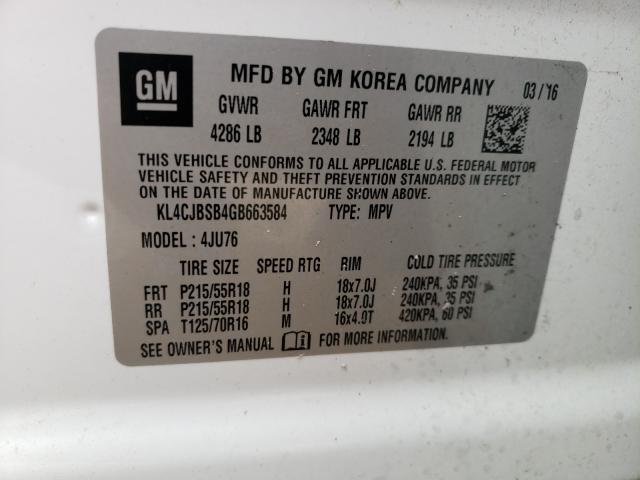 GM
MFD BY GM KOREA COMPANY 03 / 16
GVWR GAWR FRT GAWR RR
4286 LB 2348 LB 2194 LB
THIS VEHICLE CONFORMS TO ALL APPLICABLE U.S. FEDERAL MOTOR
VEHICLE SAFETY AND THEFT PREVENTION STANDARDS IN EFFECT
ON THE DATE OF MANUFACTURE SHOWN ABOVE.
KL4CJBSB4GB663584 TYPE: MPV
MODEL : 4JU76
TIRE SIZE SPEED RTG RIM COLD TIRE PRESSURE
FRT P215/55R18 H 18x7.0J 240KPA, 35 PSI
RR P215/55R18 H 18x7.0J 240KPA, 35 PSI
SPA T125/70R16 M 16x4.0T 420KPA, 60 PSI
SEE OWNER'S MANUAL FOR MORE INFORMATION.